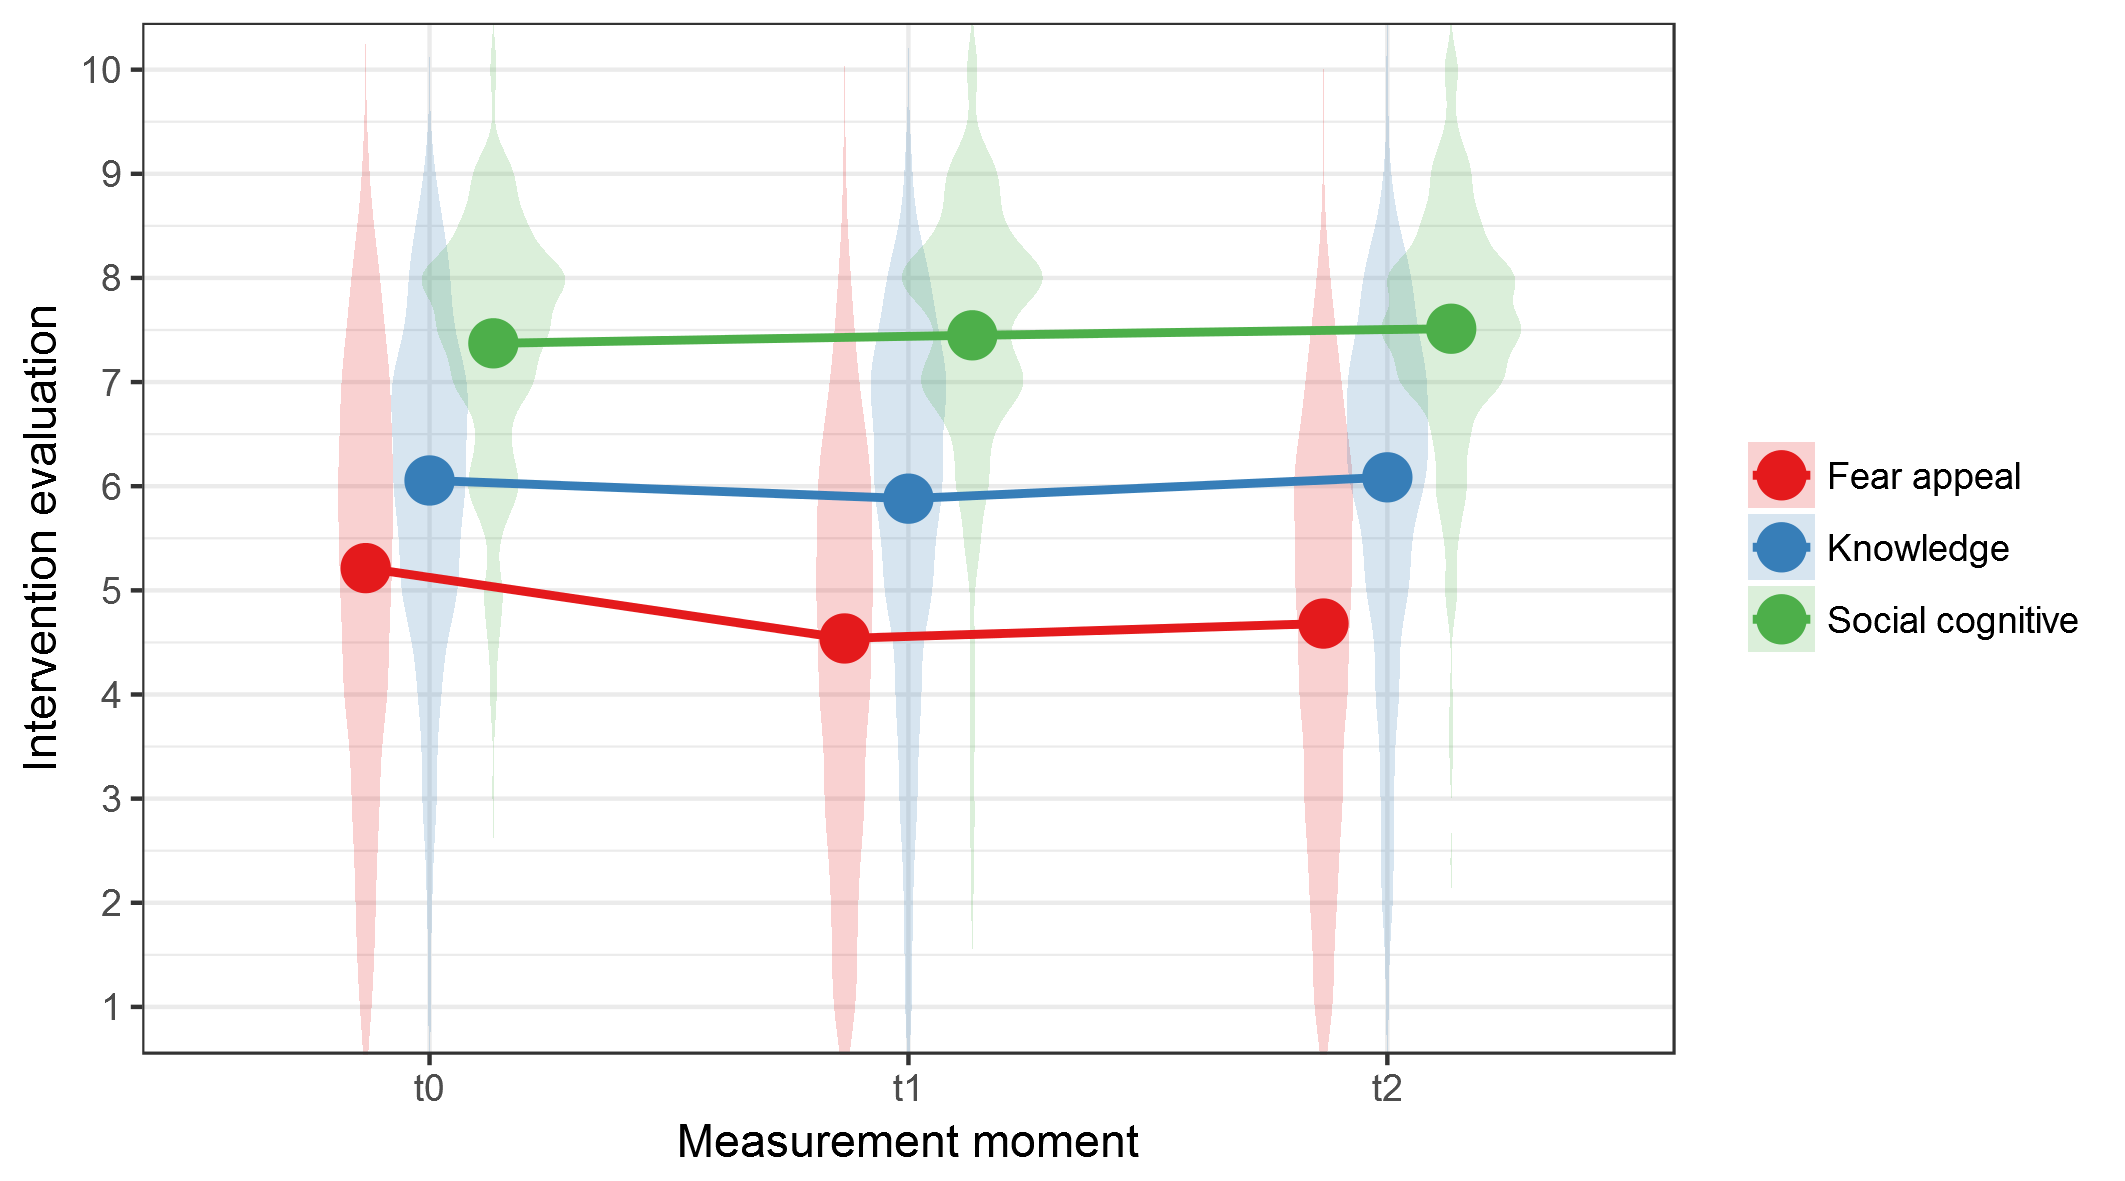 Intervention evaluation
10
9
8
7
6
5
4
3
2
1
t0
t1
t2
Measurement moment
Fear appeal
Knowledge
Social cognitive